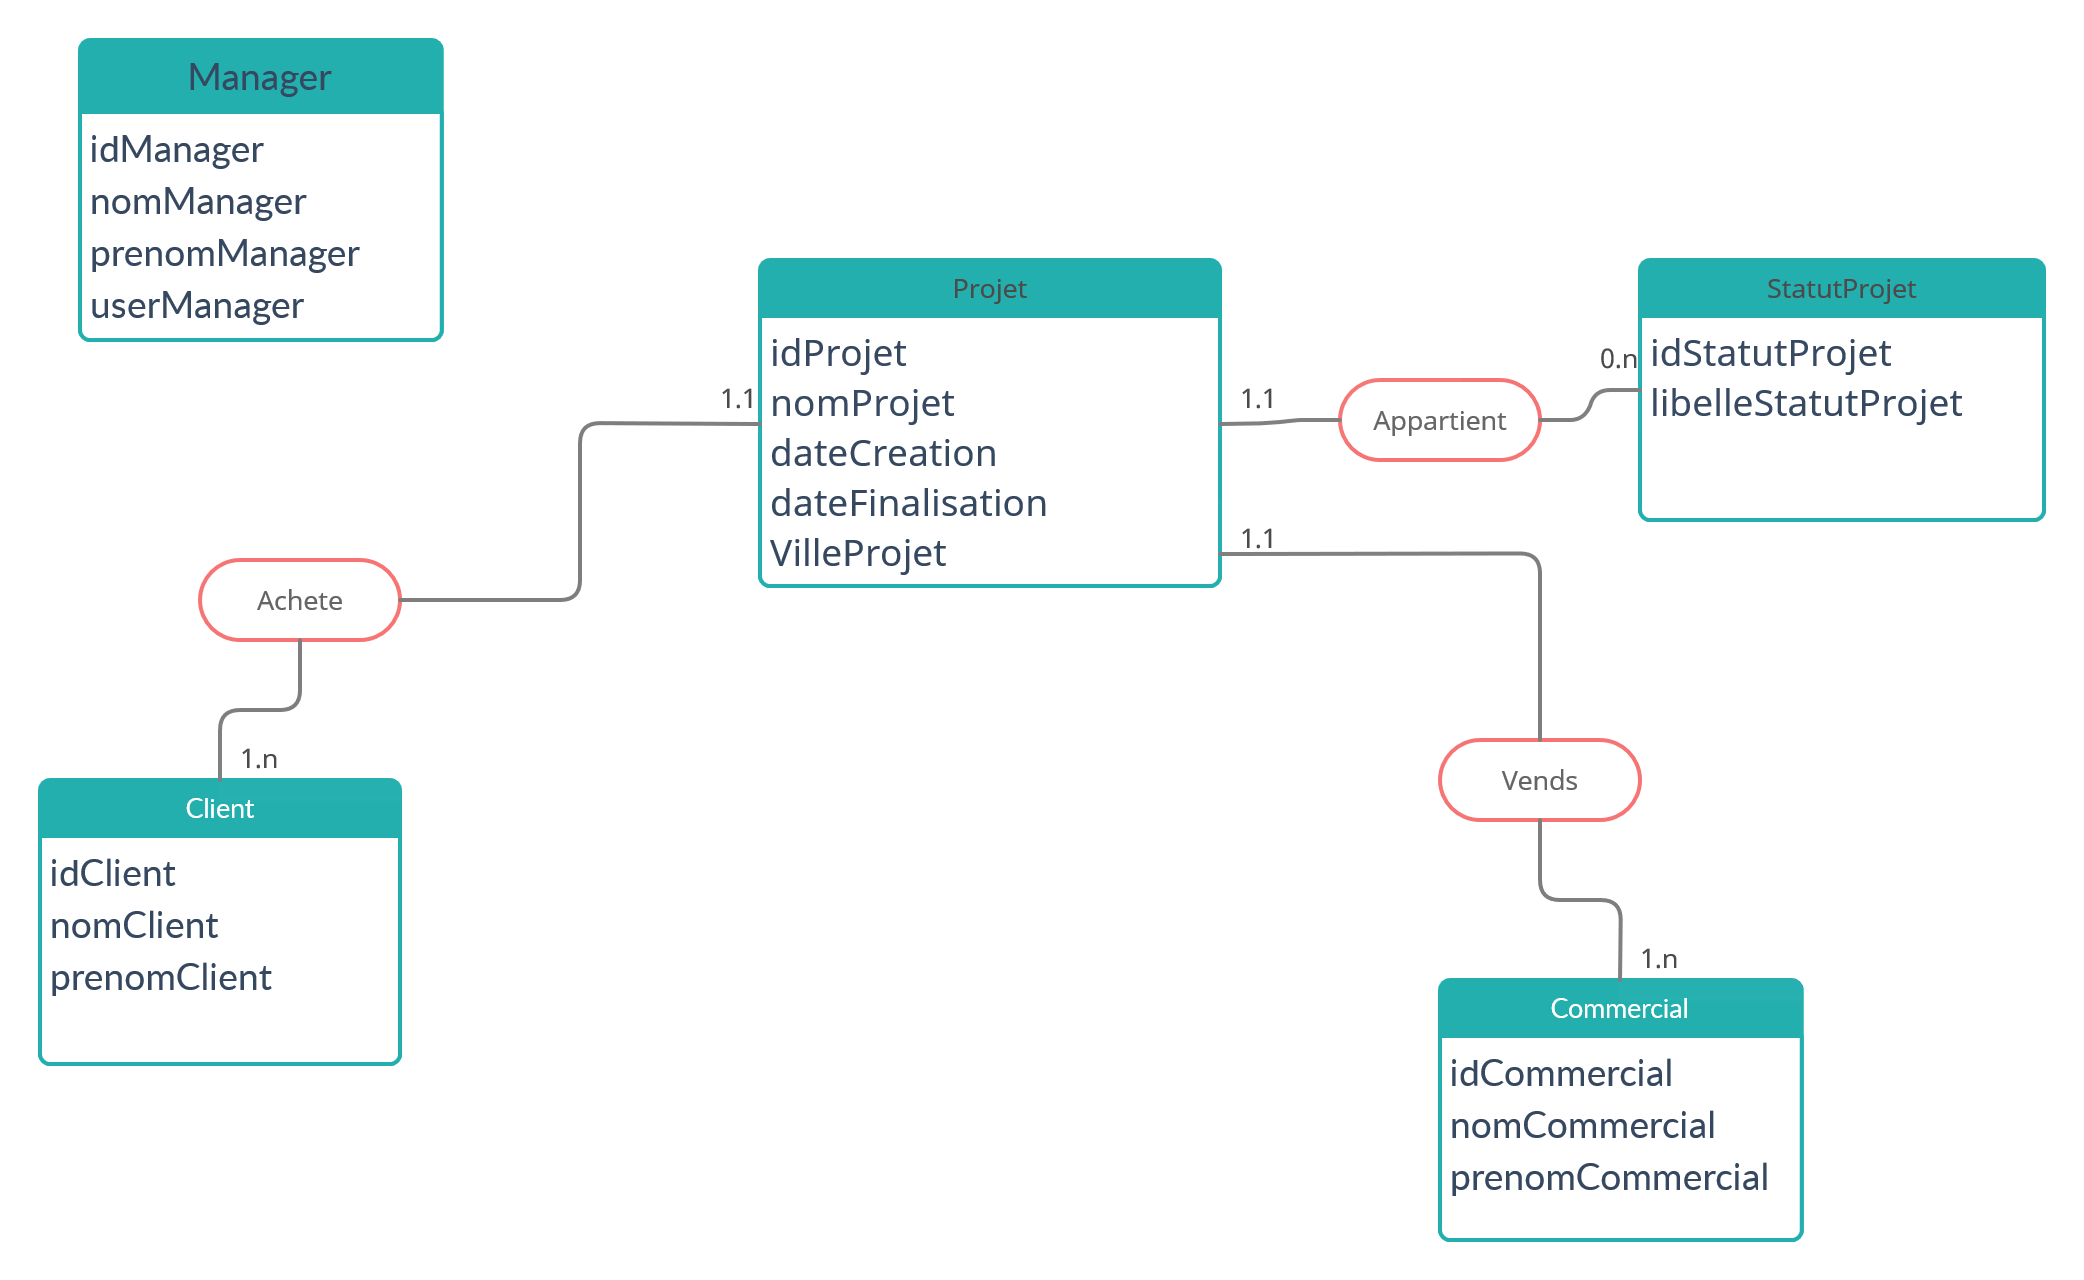 Manager
idManager
nomManager
prenomManager
userManager
Projet
idProjet
nomProjet
dateCreation
dateFinalisation
VilleProjet
1.1
1.1
1.1
Appartient
0.n
StatutProjet
idStatutProjet
libelleStatutProjet
Achete
1.n
Client
idClient
nomClient
prenomClient
Vends
1.n
Commercial
idCommercial
nomCommercial
prenomCommercial